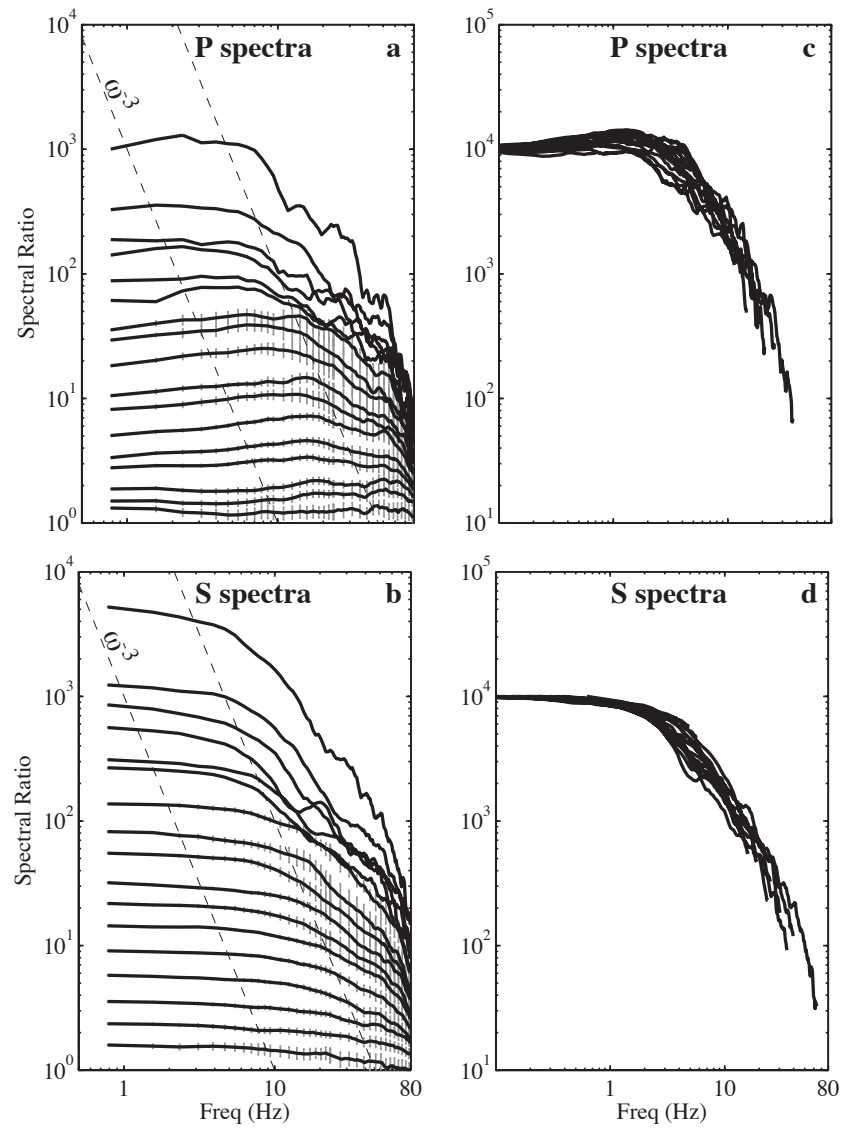 P spectra a
10^4
10^3
10^2
10^1
10^0
ω^-3
Spectral Ratio
P spectra c
10^5
10^4
10^3
10^2
10^1
S spectra b
10^4
10^3
10^2
10^1
10^0
ω^-3
Spectral Ratio
1 10 80
Freq (Hz)
S spectra d
10^5
10^4
10^3
10^2
10^1
1 10 80
Freq (Hz)